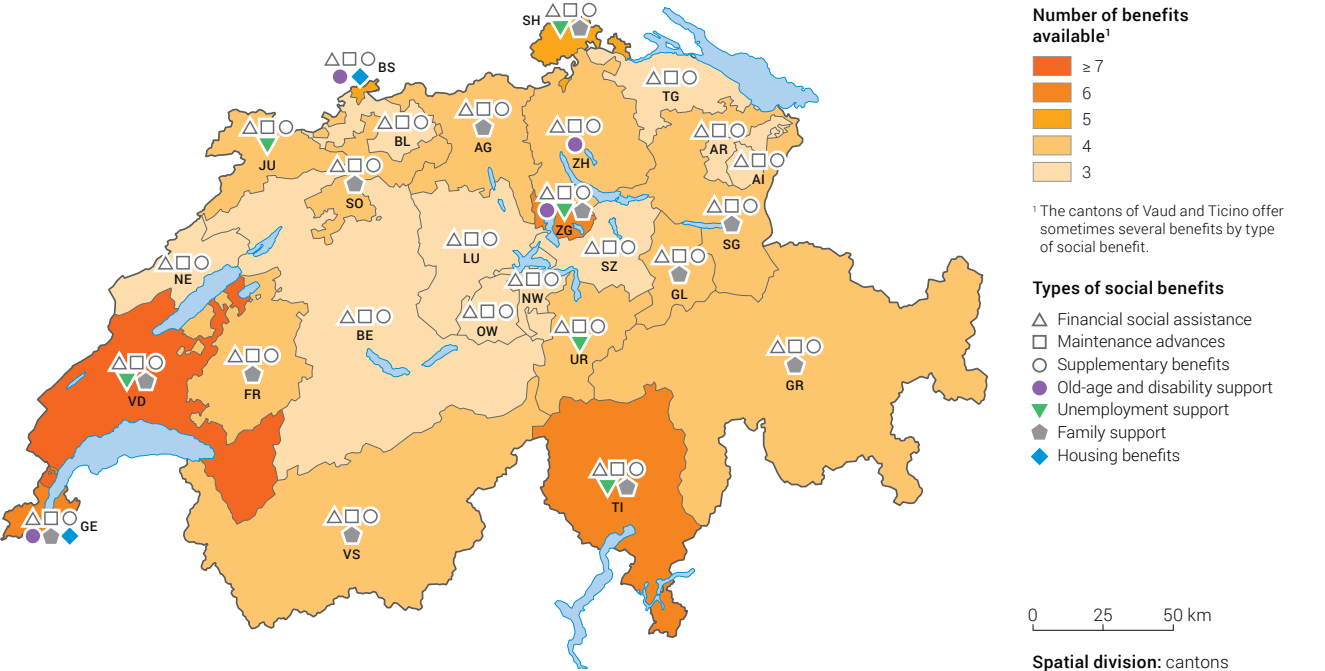 SH
BS
TG
BL
AG
JU
ZH
AR
AI
SO
ZG
SG
LU
SZ
NE
GL
NW
OW
BE
UR
GR
FR
VD
TI
GE
VS
Number of benefits
available¹
≥ 7
6
5
4
3
¹ The cantons of Vaud and Ticino offer
sometimes several benefits by type
of social benefit.
Types of social benefits
Financial social assistance
Maintenance advances
Supplementary benefits
Old-age and disability support
Unemployment support
Family support
Housing benefits
0 25 50 km
Spatial division: cantons